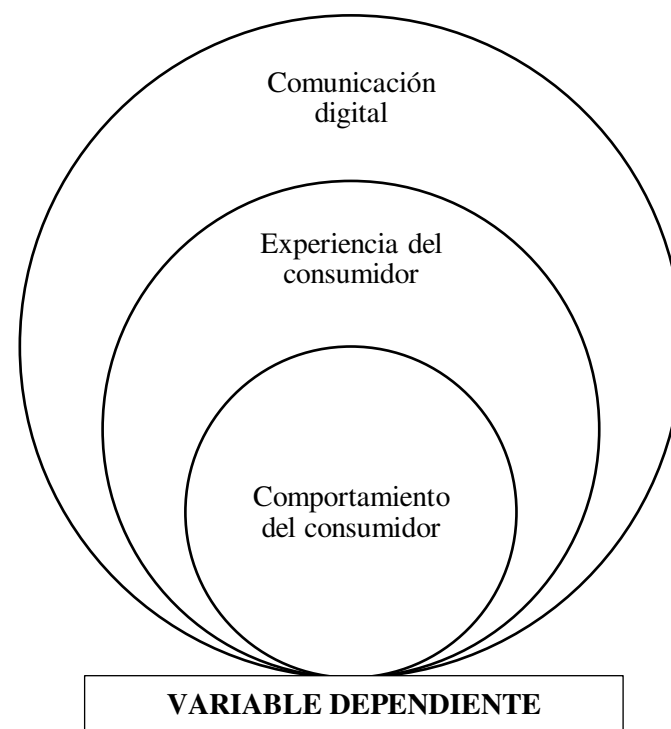 Comunicación
digital
Experiencia del
consumidor
Comportamiento
del consumidor
VARIABLE DEPENDIENTE